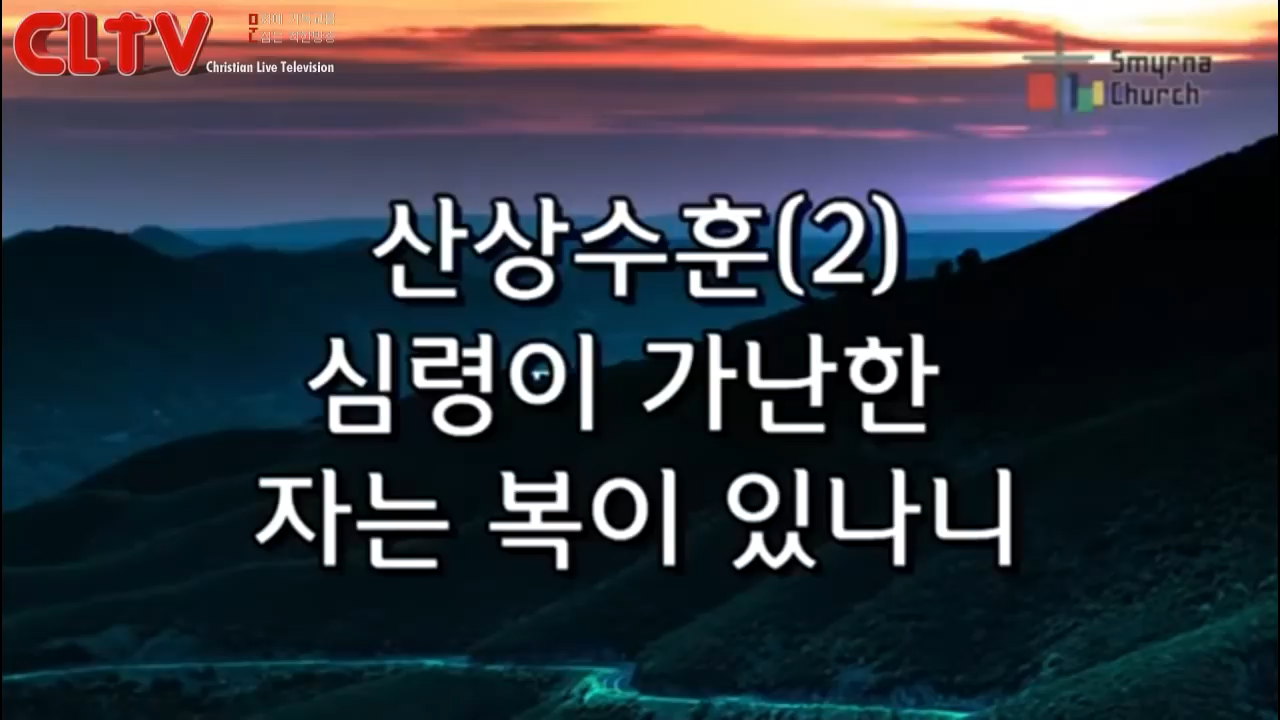 CLTV
Christian Live Television
Smyrna
Church
산상수훈(2)
심령이 가난한
자는 복이 있나니